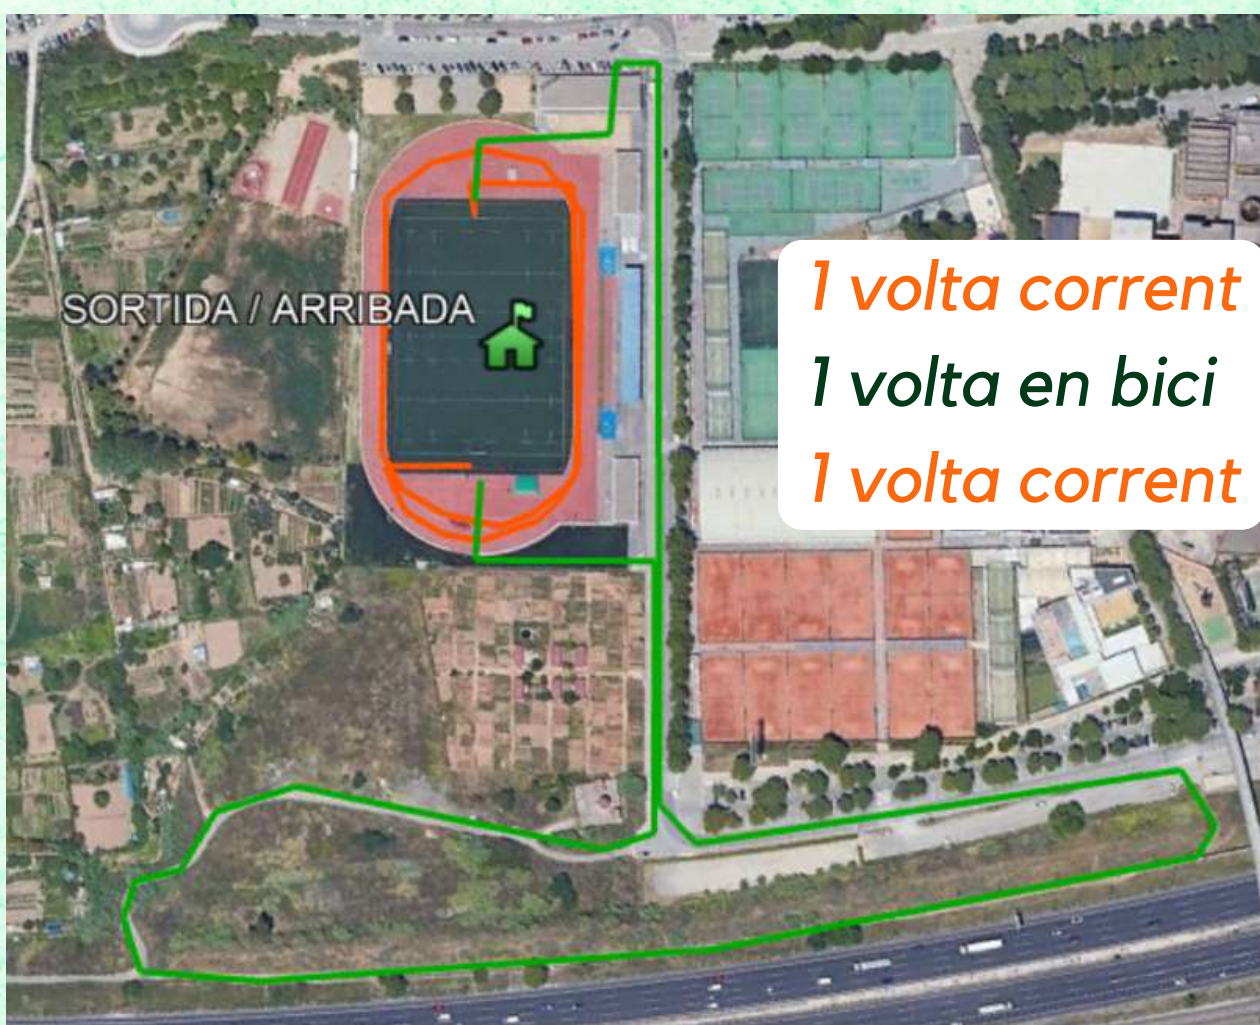 SORTIDA / ARRIBADA
1 volta corrent
1 volta en bici
1 volta corrent